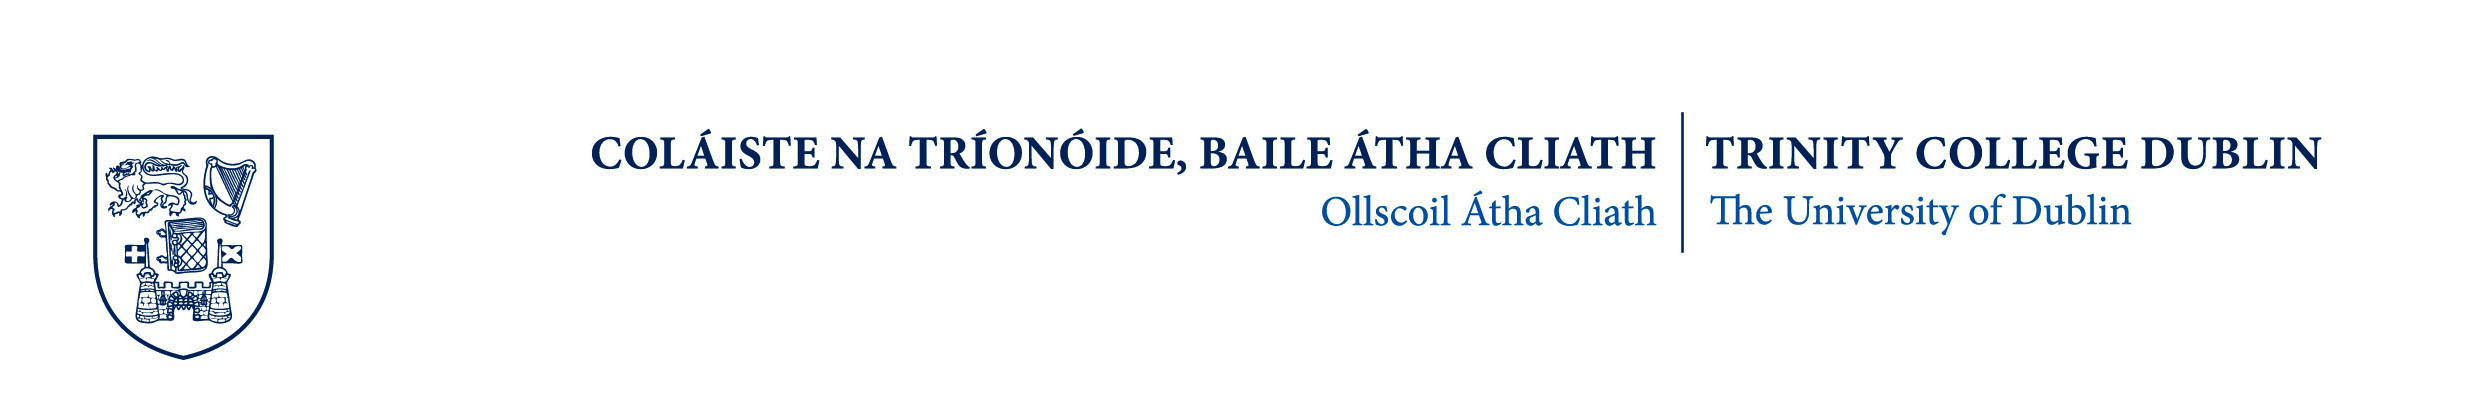 COLÁISTE NA TRÍONÓIDE, BAILE ÁTHA CLIATH
Ollscoil Átha Cliath
TRINITY COLLEGE DUBLIN
The University of Dublin